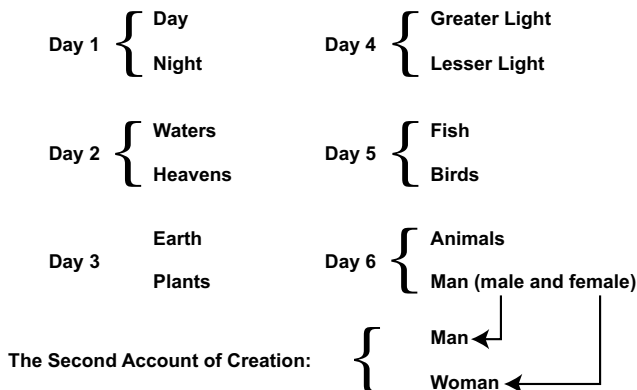 Day 1
Day
Night
Day 4
Greater Light
Lesser Light
Day 2
Waters
Heavens
Day 5
Fish
Birds
Day 3
Earth
Plants
Day 6
Animals
Man (male and female)
The Second Account of Creation:
Man
Woman